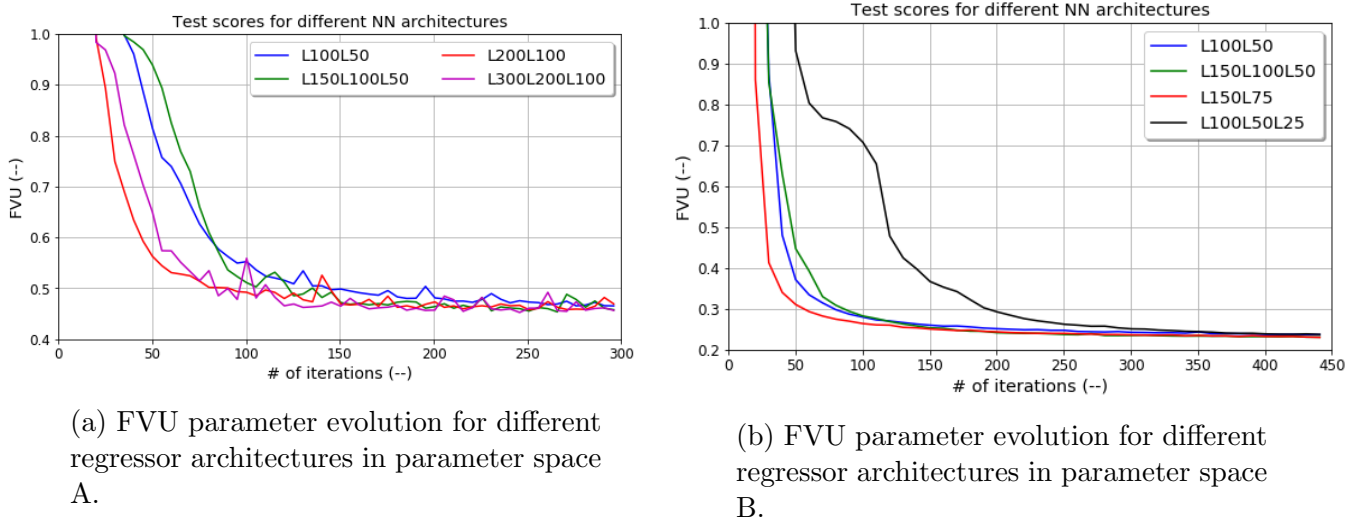 Test scores for different NN architectures
1.0
0.9
0.8
0.7
0.6
0.5
0.4
FVU (--)
L100L50
L150L100L50
L200L100
L300L200L100
0 50 100 150 200 250 300
# of iterations (--)
(a) FVU parameter evolution for different
regressor architectures in parameter space
A.
Test scores for different NN architectures
1.0
0.9
0.8
0.7
0.6
0.5
0.4
0.3
0.2
FVU (--)
L100L50
L150L100L50
L150L75
L100L50L25
0 50 100 150 200 250 300 350 400 450
# of iterations (--)
(b) FVU parameter evolution for different
regressor architectures in parameter space
B.